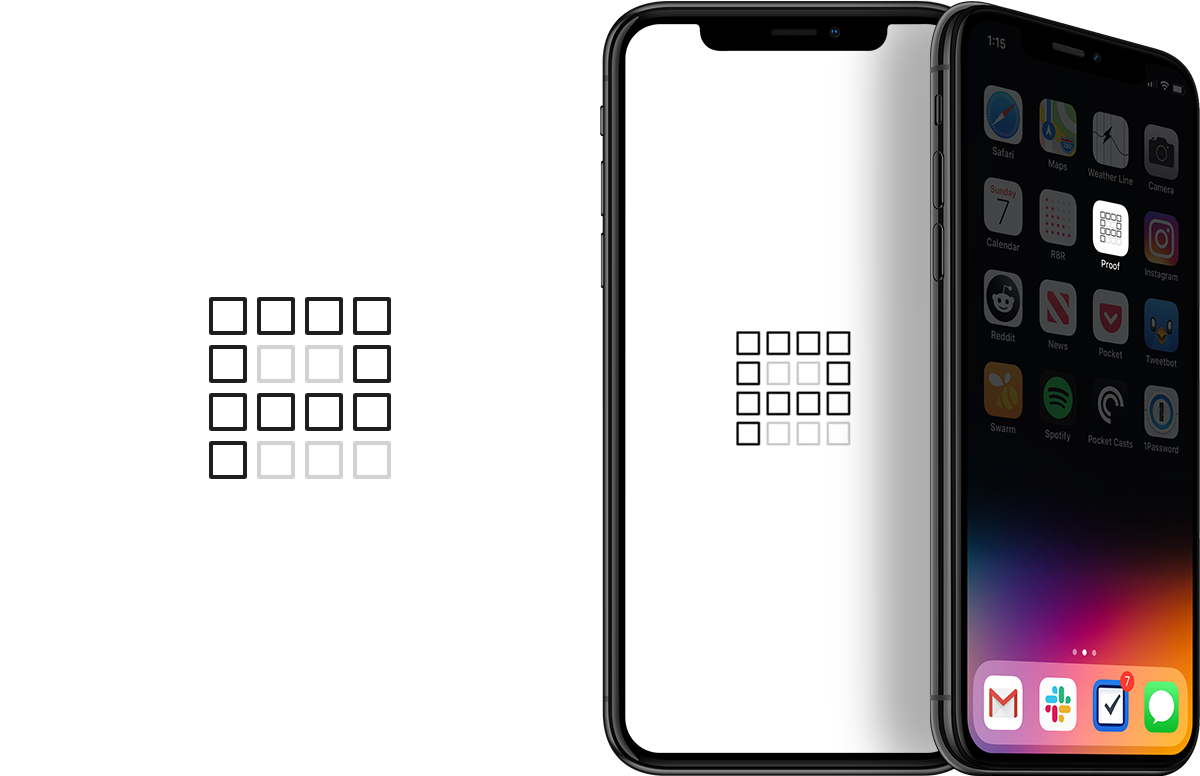 1:15
Safari
Maps
Weather Line
Camera
Sunday
7
Calendar
R8R
Proof
Instagram
Reddit
News
Pocket
Tweetbot
Swarm
Spotify
Pocket Casts
1Password
7